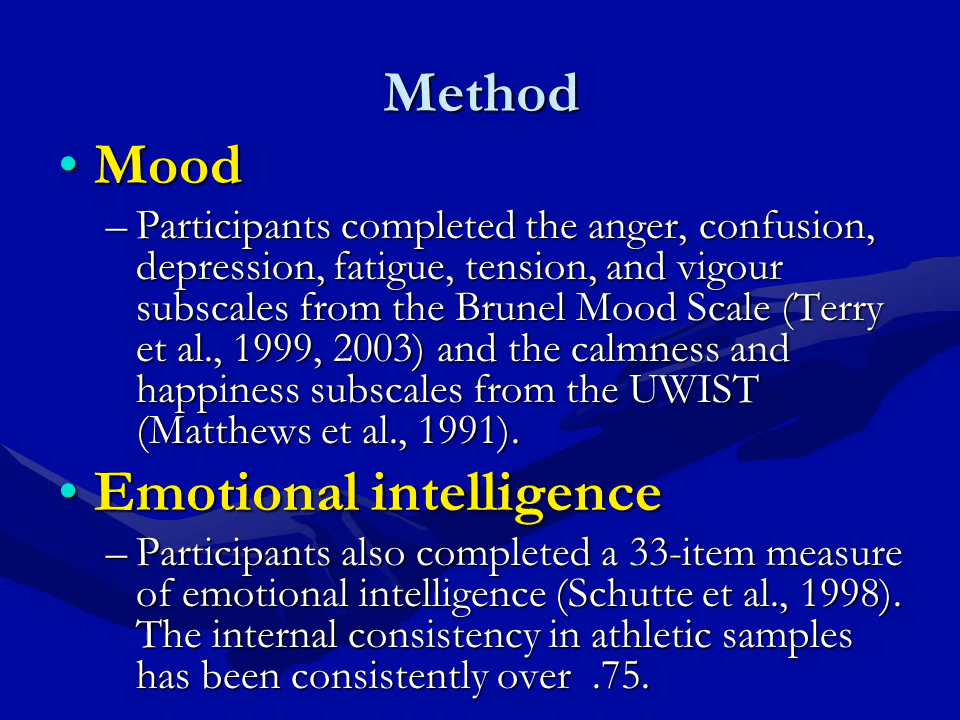 Method
• Mood
– Participants completed the anger, confusion,
depression, fatigue, tension, and vigour
subscales from the Brunel Mood Scale (Terry
et al., 1999, 2003) and the calmness and
happiness subscales from the UWIST
(Matthews et al., 1991).
• Emotional intelligence
– Participants also completed a 33-item measure
of emotional intelligence (Schutte et al., 1998).
The internal consistency in athletic samples
has been consistently over .75.